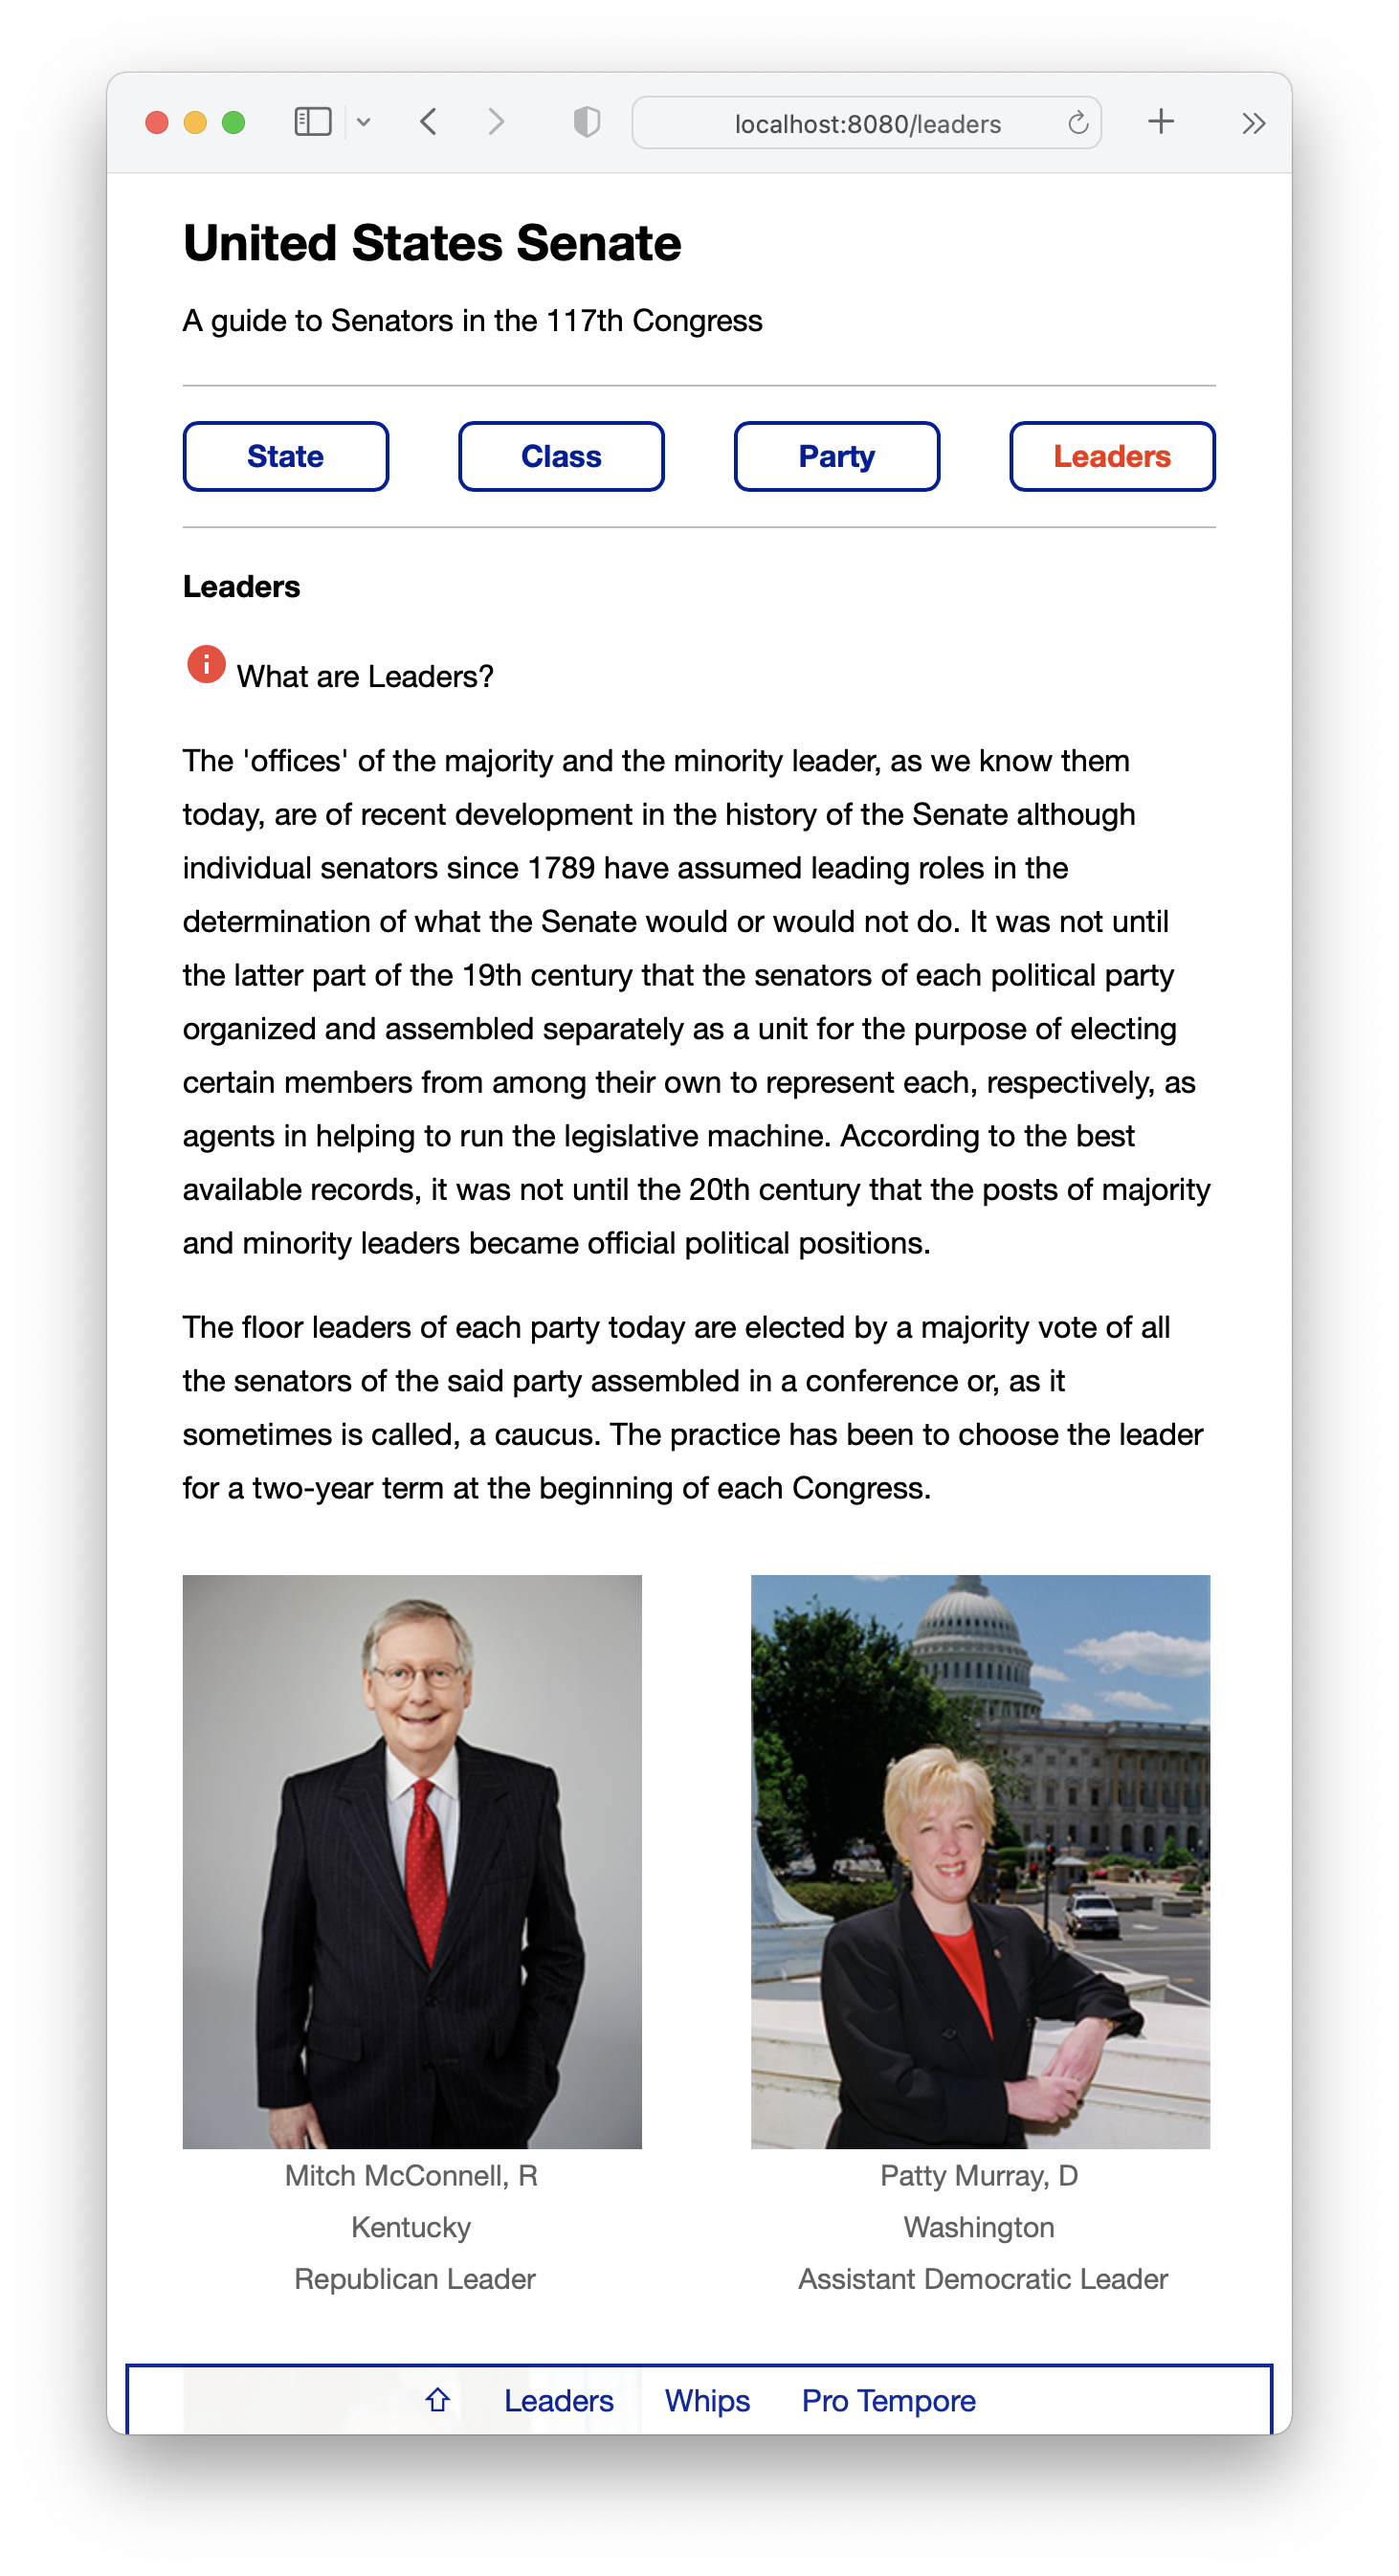 localhost:8080/leaders
United States Senate
A guide to Senators in the 117th Congress
State Class Party Leaders
Leaders
What are Leaders?
The 'offices' of the majority and the minority leader, as we know them
today, are of recent development in the history of the Senate although
individual senators since 1789 have assumed leading roles in the
determination of what the Senate would or would not do. It was not until
the latter part of the 19th century that the senators of each political party
organized and assembled separately as a unit for the purpose of electing
certain members from among their own to represent each, respectively, as
agents in helping to run the legislative machine. According to the best
available records, it was not until the 20th century that the posts of majority
and minority leaders became official political positions.
The floor leaders of each party today are elected by a majority vote of all
the senators of the said party assembled in a conference or, as it
sometimes is called, a caucus. The practice has been to choose the leader
for a two-year term at the beginning of each Congress.
Mitch McConnell, R
Kentucky
Republican Leader
Patty Murray, D
Washington
Assistant Democratic Leader
Leaders Whips Pro Tempore